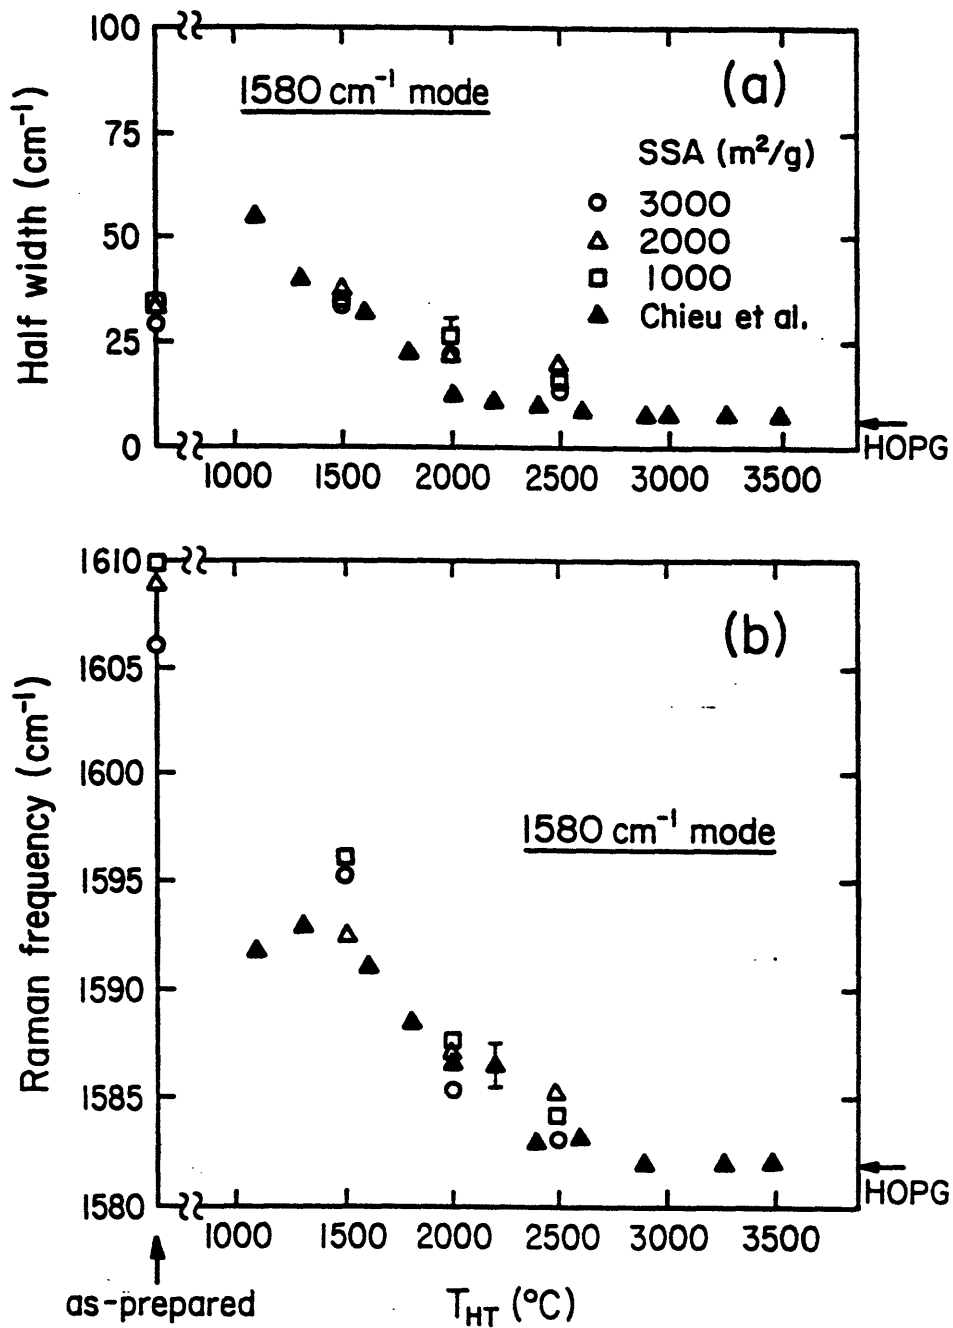 100
75
50
25
0
Half width (cm⁻¹)
1580 cm⁻¹ mode
(a)
SSA (m²/g)
3000
2000
1000
Chieu et al.
HOPG
1000 1500 2000 2500 3000 3500
1610
1605
1600
1595
1590
1585
1580
Raman frequency (cm⁻¹)
(b)
1580 cm⁻¹ mode
HOPG
1000 1500 2000 2500 3000 3500
as-prepared
T_HT (°C)